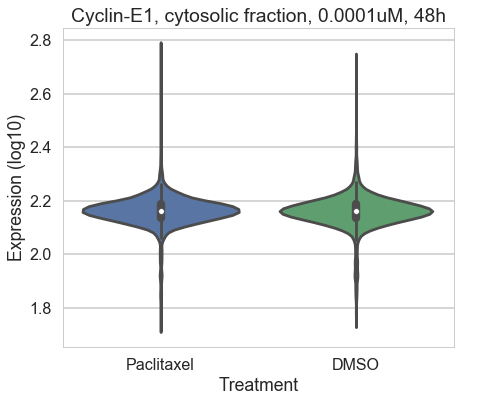 Cyclin-E1, cytosolic fraction, 0.0001uM, 48h
2.8
2.6
2.4
2.2
2.0
1.8
Expression (log10)
Paclitaxel
DMSO
Treatment